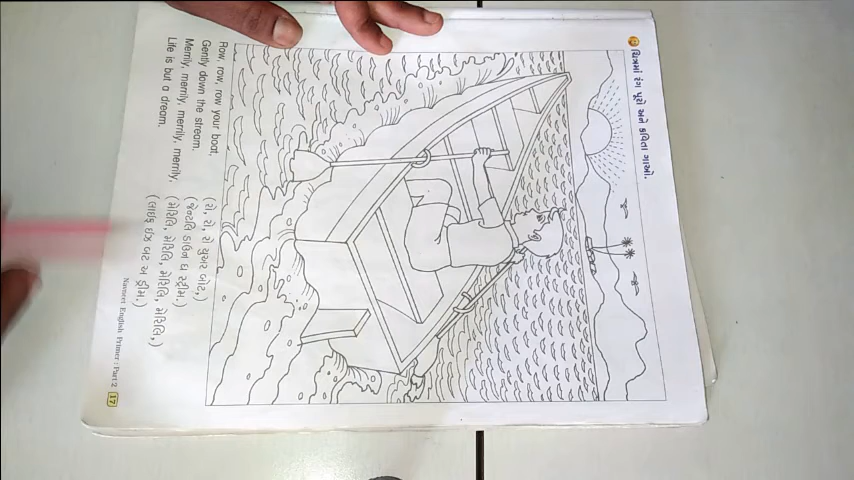 ચિત્રમાં રંગ પૂરો અને કવિતા ગાઓ.
Row, row, row your boat,
(રો, રો, રો યુઅર બોટ,)
Gently down the stream.
(જેન્ટલિ ડાઉન ધ સ્ટ્રીમ.)
Merrily, merrily, merrily, merrily,
(મેરિલિ, મેરિલિ, મેરિલિ, મેરિલિ,)
Life is but a dream.
(લાઇફ ઇઝ બટ અ ડ્રીમ.)
Navneet English Primer : Part 2 17